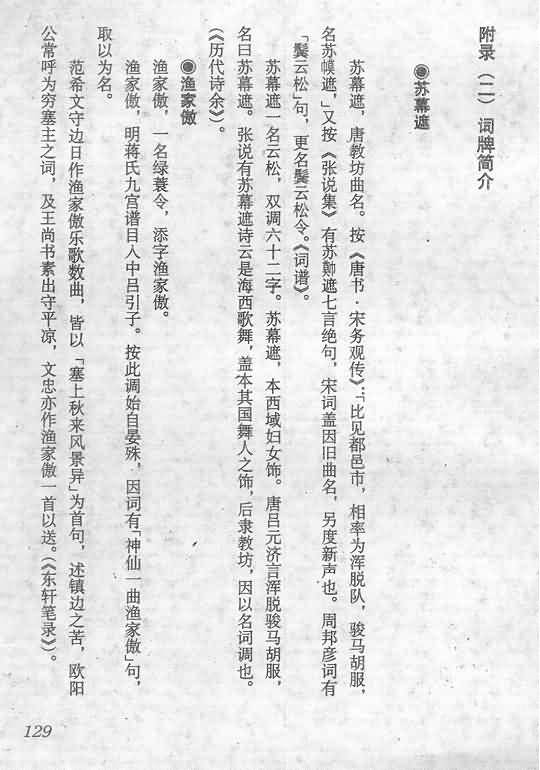 附录（二） 词牌简介
◉苏幕遮
苏幕遮，唐教坊曲名。按《唐书·宋务观传》：“比见都邑市，相率为浑脱队，骏马胡服，
名苏幙遮，”又按《张说集》有苏遮七言绝句，宋词盖因旧曲名，另度新声也。周邦彦词有
「鬓云松」句，更名鬓云松令。《词谱》。
苏幕遮一名云松，双调六十二字。苏幕遮，本西域妇女饰。唐吕元济言浑脱骏马胡服，
名曰苏幕遮。张说有苏幕遮诗云是海西歌舞，盖本其国舞人之饰，后隶教坊，因以名词调也。
《历代诗余》）。
◉渔家傲
渔家傲，一名绿蓑令，添字渔家傲。
渔家傲，明蒋氏九宫谱目人中吕引子。按此调始自晏殊，因词有「神仙一曲渔家傲」句，
取以为名。
范希文守边日作渔家傲乐歌数曲，皆以「塞上秋来风景异」为首句，述镇边之苦，欧阳
公常呼为穷塞主之词，及王尚书素出守平凉，文忠亦作渔家傲一首以送。（《东轩笔录》）。
129